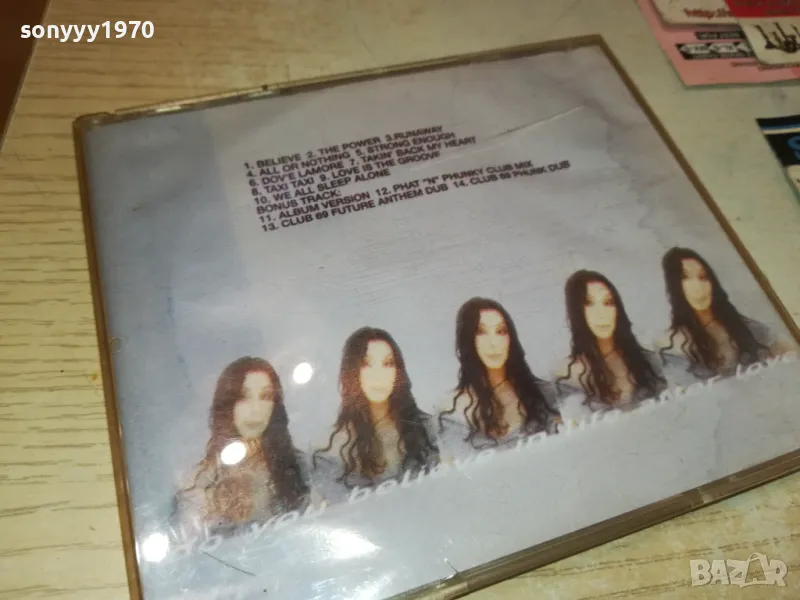 sonyyy1970
1. BELIEVE 2. THE POWER 3.RUNAWAY
4. ALL OR NOTHING 5. STRONG ENOUGH
6. DOV'E LAMORE 7. TAKIN' BACK MY HEART
8. TAXI TAXI 9. LOVE IS THE GROOVE
10. WE ALL SLEEP ALONE
BONUS TRACK:
11. ALBUM VERSION 12. PHAT "N" PHUNKY CLUB MIX
13. CLUB 69 FUTURE ANTHEM DUB 14. CLUB 69 PHUNK DUB
do you believe in life after love
BAZAR